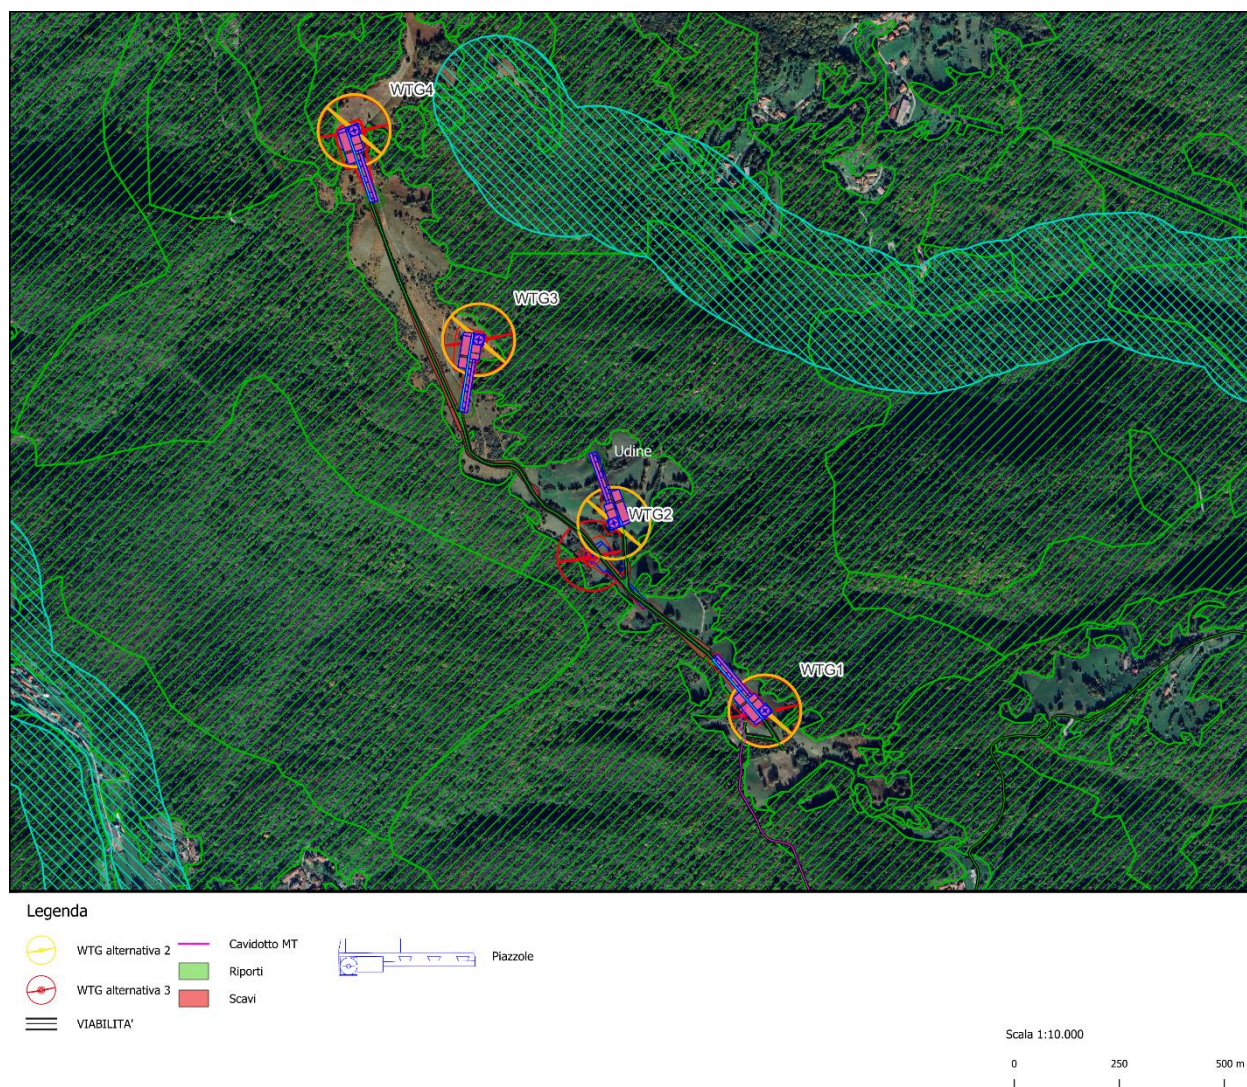 WTG4
WTG3
Udine
WTG2
WTG1
Legenda
WTG alternativa 2
WTG alternativa 3
VIABILITA'
Cavidotto MT
Riporti
Scavi
Piazzole
Scala 1:10.000
0 250 500 m